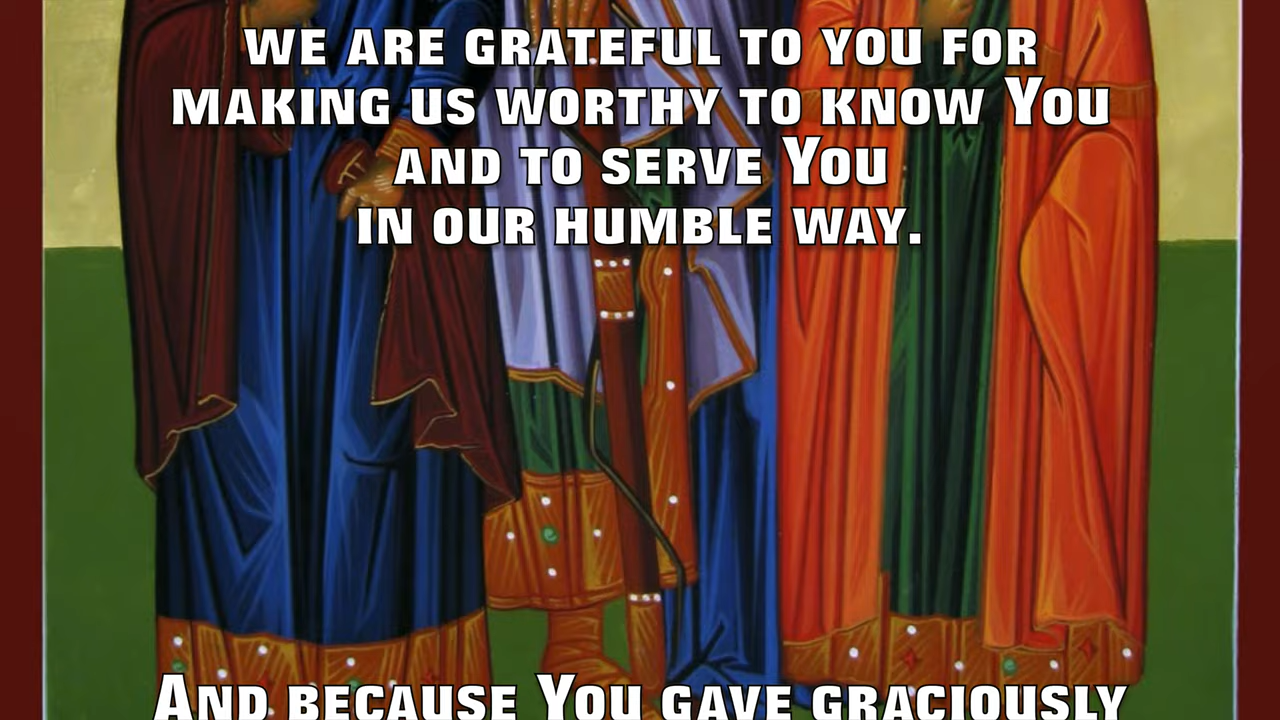 we are grateful to you for
making us worthy to know You
and to serve You
in our humble way.
And because You gave graciously